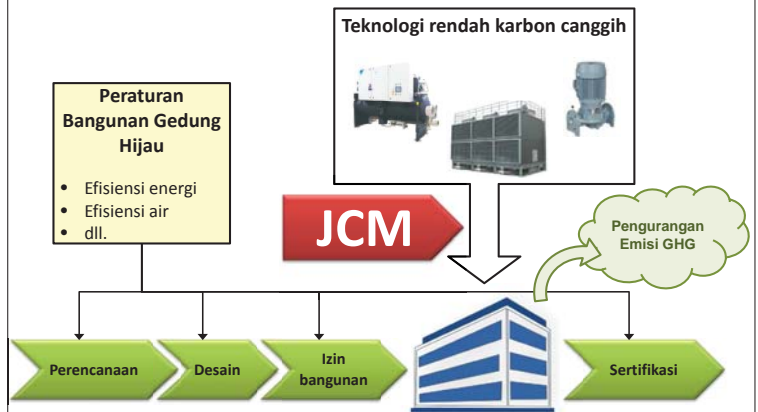 Teknologi rendah karbon canggih
Peraturan
Bangunan Gedung
Hijau
• Efisiensi energi
• Efisiensi air
• dll.
JCM
Pengurangan
Emisi GHG
Perencanaan
Desain
Izin
bangunan
Sertifikasi